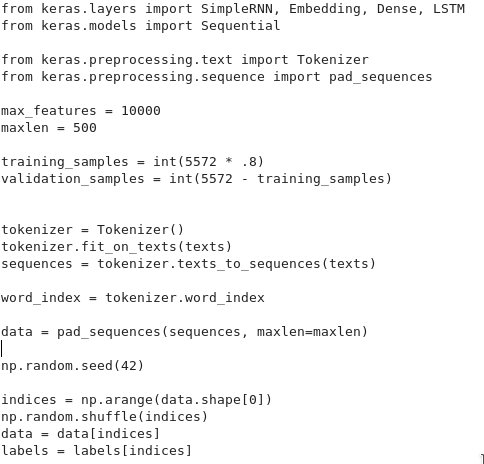 from keras.layers import SimpleRNN, Embedding, Dense, LSTM
from keras.models import Sequential
from keras.preprocessing.text import Tokenizer
from keras.preprocessing.sequence import pad_sequences
max_features = 10000
maxlen = 500
training_samples = int(5572 * .8)
validation_samples = int(5572 - training_samples)
tokenizer = Tokenizer()
tokenizer.fit_on_texts(texts)
sequences = tokenizer.texts_to_sequences(texts)
word_index = tokenizer.word_index
data = pad_sequences(sequences, maxlen=maxlen)
np.random.seed(42)
indices = np.arange(data.shape[0])
np.random.shuffle(indices)
data = data[indices]
labels = labels[indices]